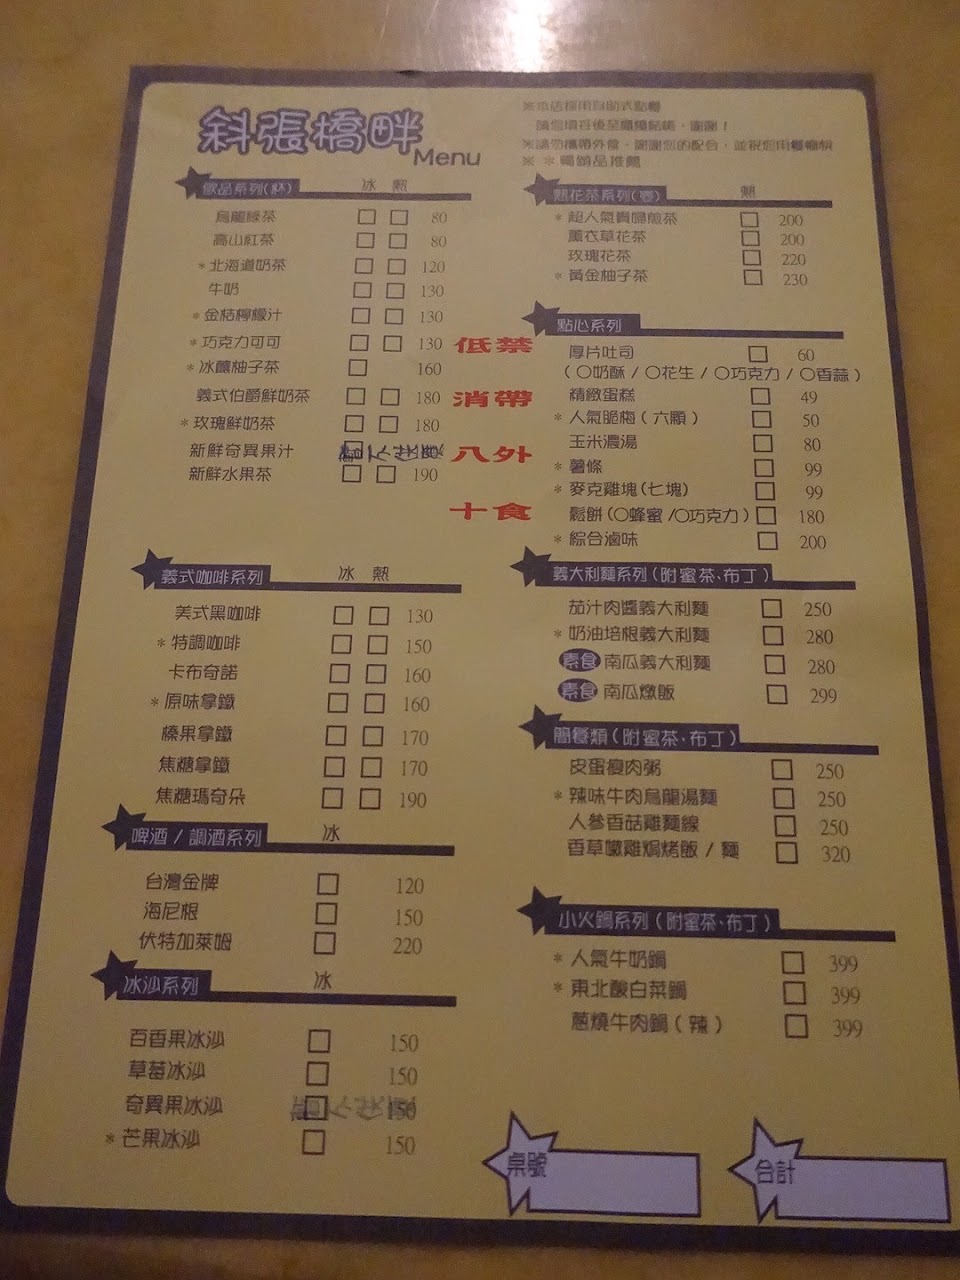 斜張橋畔
Menu
※本店採用自助式點餐
請您填答後至櫃檯結帳，謝謝！
※請勿攜帶外食，謝謝您的配合，並祝您用餐愉快
※ ＊暢銷品推薦
飲品系列(杯) 冰 熱
烏龍綠茶 □ □ 80
高山紅茶 □ □ 80
＊北海道奶茶 □ □ 120
牛奶 □ □ 130
＊金桔檸檬汁 □ □ 130
＊巧克力可可 □ □ 130
＊冰釀柚子茶 □ 160
義式伯爵鮮奶茶 □ □ 180
＊玫瑰鮮奶茶 □ □ 180
新鮮奇異果汁 □
新鮮水果茶 □ □ 190
低禁
消帶
八外
十食
義式咖啡系列 冰 熱
美式黑咖啡 □ □ 130
＊特調咖啡 □ □ 150
卡布奇諾 □ □ 160
＊原味拿鐵 □ □ 160
榛果拿鐵 □ □ 170
焦糖拿鐵 □ □ 170
焦糖瑪奇朵 □ □ 190
啤酒 / 調酒系列 冰
台灣金牌 □ 120
海尼根 □ 150
伏特加萊姆 □ 220
冰沙系列 冰
百香果冰沙 □ 150
草莓冰沙 □ 150
奇異果冰沙 □ 150
＊芒果冰沙 □ 150
熱花茶系列(壺) 熱
＊超人氣貴婦煎茶 □ 200
薰衣草花茶 □ 200
玫瑰花茶 □ 220
＊黃金柚子茶 □ 230
點心系列
厚片吐司 □ 60
(○奶酥 / ○花生 / ○巧克力 / ○香蒜)
精緻蛋糕 □ 49
＊人氣脆梅(六顆) □ 50
玉米濃湯 □ 80
＊薯條 □ 99
＊麥克雞塊(七塊) □ 99
鬆餅(○蜂蜜 /○巧克力) □ 180
＊綜合滷味 □ 200
義大利麵系列(附蜜茶、布丁)
茄汁肉醬義大利麵 □ 250
＊奶油培根義大利麵 □ 280
素食 南瓜義大利麵 □ 280
素食 南瓜燉飯 □ 299
簡餐類(附蜜茶、布丁)
皮蛋瘦肉粥 □ 250
＊辣味牛肉烏龍湯麵 □ 250
人參香菇雞麵線 □ 250
香草嫩雞焗烤飯 / 麵 □ 320
小火鍋系列(附蜜茶、布丁)
＊人氣牛奶鍋 □ 399
＊東北酸白菜鍋 □ 399
蔥燒牛肉鍋(辣) □ 399
桌號
合計